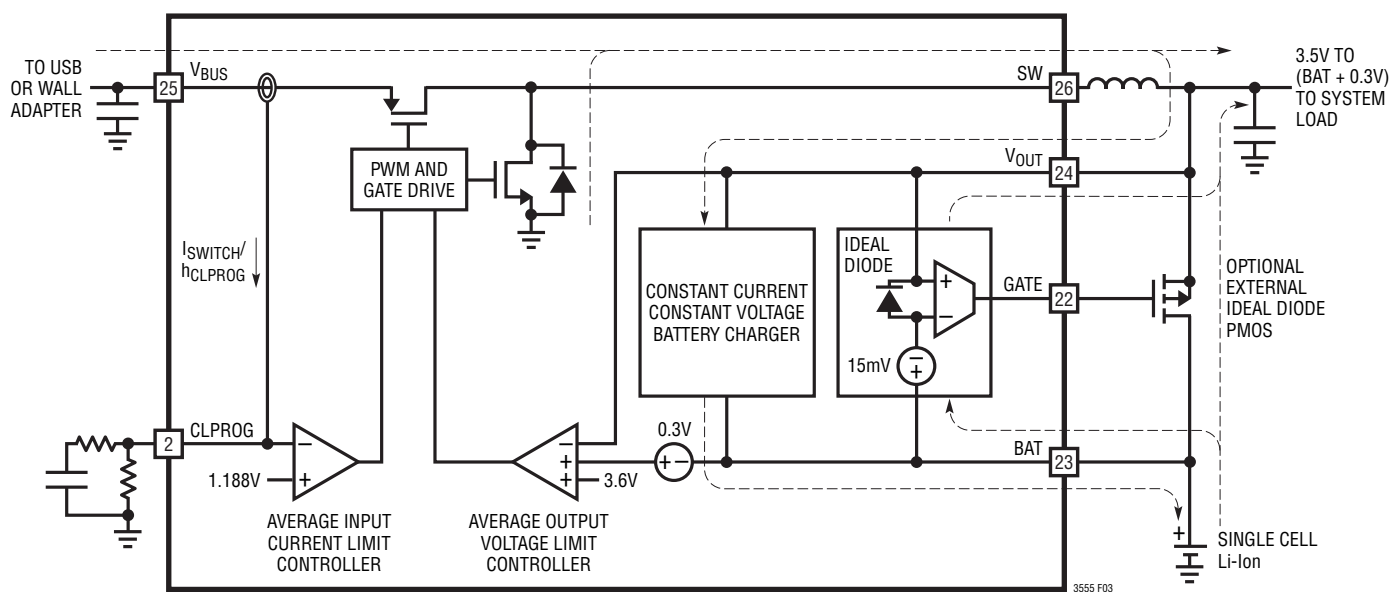 TO USB
OR WALL
ADAPTER
25
VBUS
SW
26
3.5V TO
(BAT + 0.3V)
TO SYSTEM
LOAD
PWM AND
GATE DRIVE
VOUT
24
ISWITCH/
hCLPROG
CONSTANT CURRENT
CONSTANT VOLTAGE
BATTERY CHARGER
IDEAL
DIODE
+
−
15mV
−
+
GATE
22
OPTIONAL
EXTERNAL
IDEAL DIODE
PMOS
2
CLPROG
−
+
1.188V
AVERAGE INPUT
CURRENT LIMIT
CONTROLLER
−
+
+
3.6V
AVERAGE OUTPUT
VOLTAGE LIMIT
CONTROLLER
0.3V
+ −
BAT
23
+
SINGLE CELL
Li-Ion
3555 F03